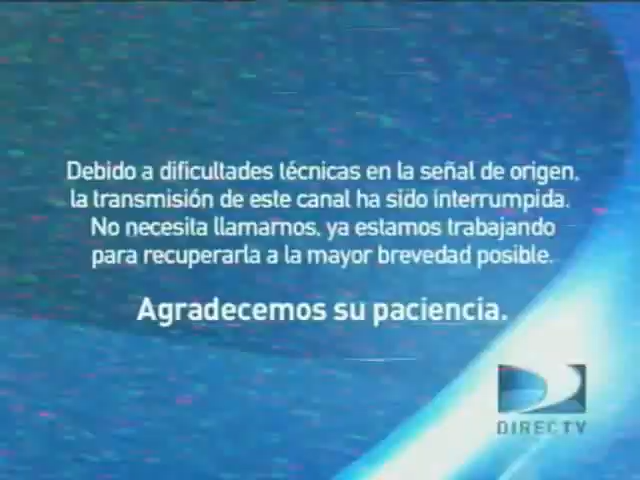 Debido a dificultades técnicas en la señal de origen,
la transmisión de este canal ha sido interrumpida.
No necesita llamarnos, ya estamos trabajando
para recuperarla a la mayor brevedad posible.
Agradecemos su paciencia.
DIRECTV